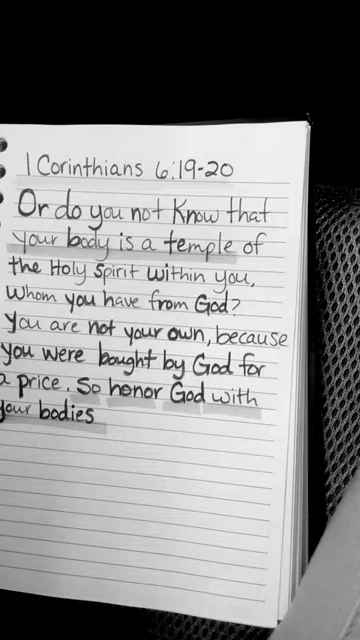 1 Corinthians 6:19-20
Or do you not know that
your body is a temple of
the Holy Spirit within you,
whom you have from God?
You are not your own, because
you were bought by God for
a price. So honor God with
your bodies